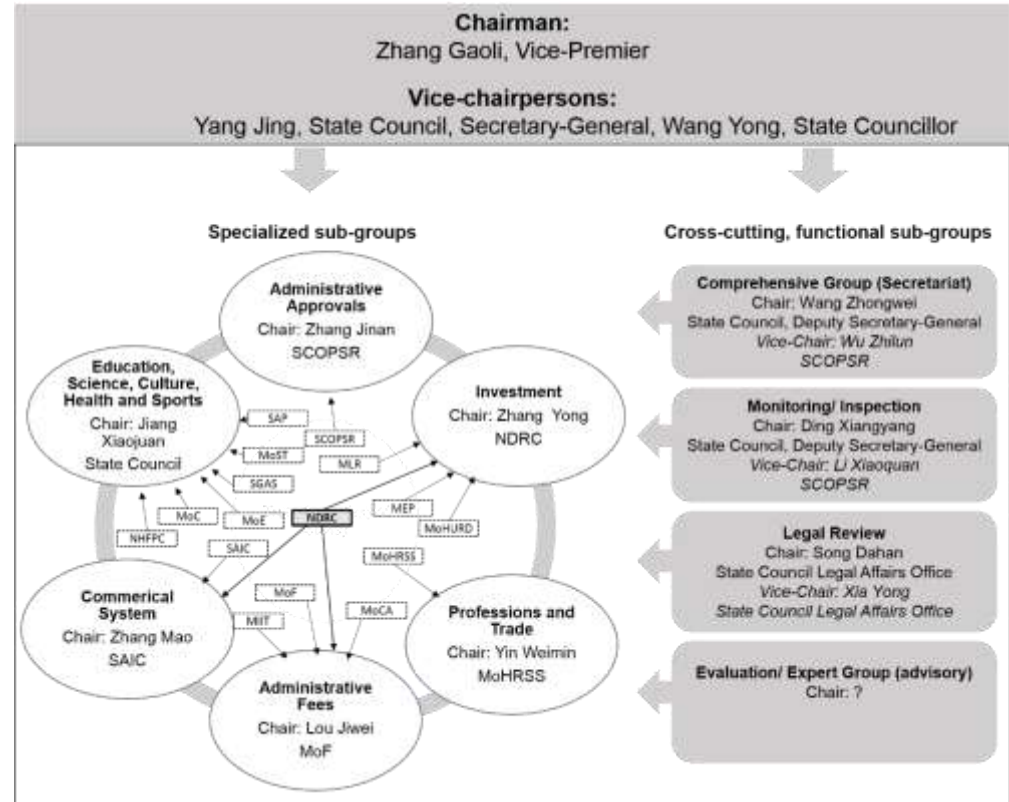 Chairman:
Zhang Gaoli, Vice-Premier
Vice-chairpersons:
Yang Jing, State Council, Secretary-General, Wang Yong, State Councillor
Specialized sub-groups
Administrative
Approvals
Chair: Zhang Jinan
SCOPSR
Education,
Science, Culture,
Health and Sports
Chair: Jiang
Xiaojuan
State Council
Investment
Chair: Zhang Yong
NDRC
SAP
SCOPSR
MoST
MLR
SGAS
MEP
MoC
MoE
NDRC
MoHURD
NHFPC
SAIC
MoHRSS
MoF
MIIT
MoCA
Commerical
System
Chair: Zhang Mao
SAIC
Professions and
Trade
Chair: Yin Weimin
MoHRSS
Administrative
Fees
Chair: Lou Jiwei
MoF
Cross-cutting, functional sub-groups
Comprehensive Group (Secretariat)
Chair: Wang Zhongwei
State Council, Deputy Secretary-General
Vice-Chair: Wu Zhilun
SCOPSR
Monitoring/ Inspection
Chair: Ding Xiangyang
State Council, Deputy Secretary-General
Vice-Chair: Li Xiaoquan
SCOPSR
Legal Review
Chair: Song Dahan
State Council Legal Affairs Office
Vice-Chair: Xia Yong
State Council Legal Affairs Office
Evaluation/ Expert Group (advisory)
Chair: ?